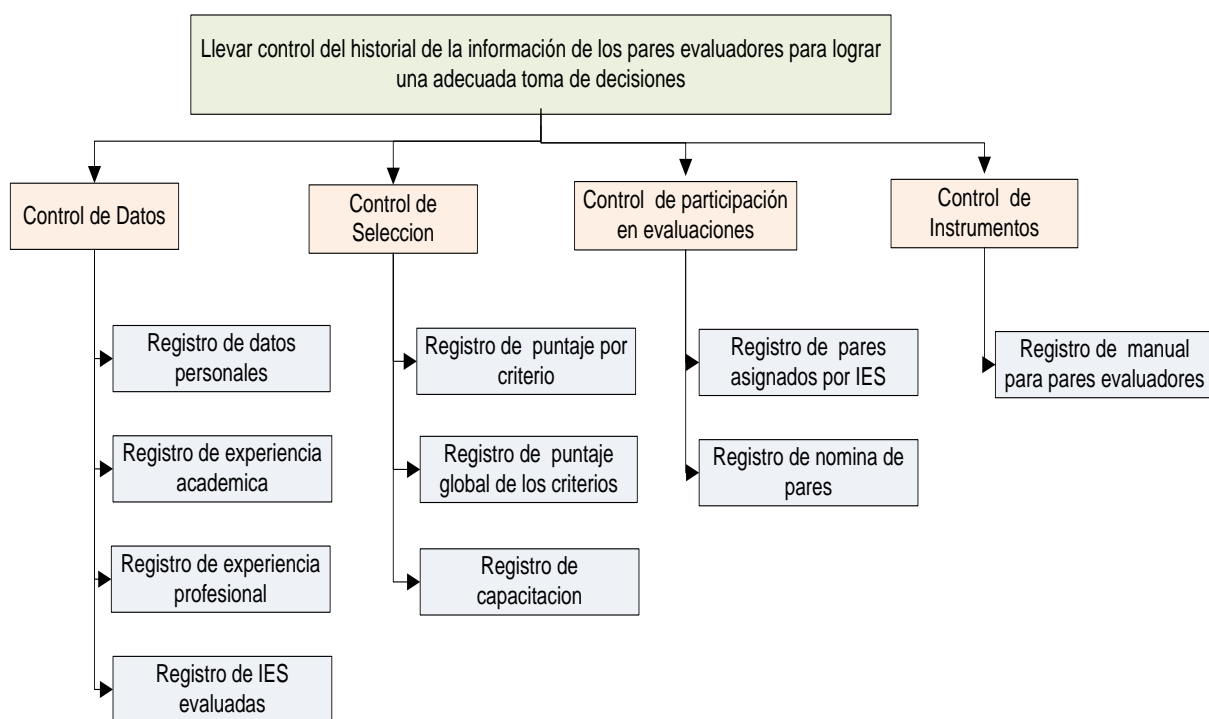 Llevar control del historial de la información de los pares evaluadores para lograr
una adecuada toma de decisiones
Control de Datos
Control de
Seleccion
Control de participación
en evaluaciones
Control de
Instrumentos
Registro de datos
personales
Registro de puntaje por
criterio
Registro de pares
asignados por IES
Registro de manual
para pares evaluadores
Registro de experiencia
academica
Registro de puntaje
global de los criterios
Registro de nomina de
pares
Registro de experiencia
profesional
Registro de
capacitacion
Registro de IES
evaluadas